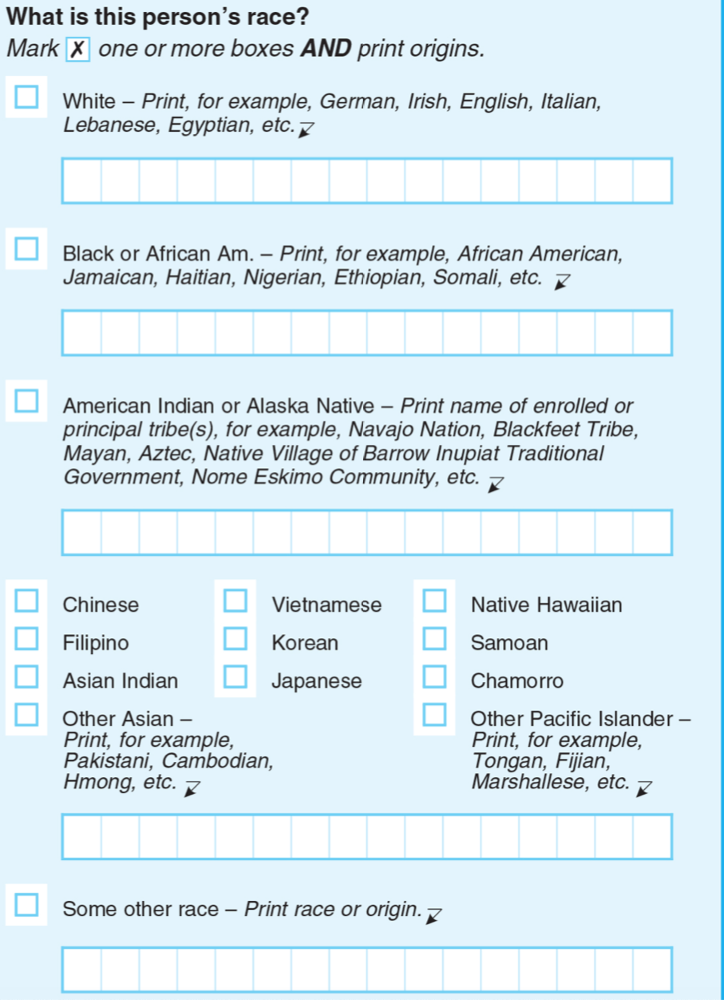 What is this person's race?
Mark X one or more boxes AND print origins.
White – Print, for example, German, Irish, English, Italian,
Lebanese, Egyptian, etc.
Black or African Am. – Print, for example, African American,
Jamaican, Haitian, Nigerian, Ethiopian, Somali, etc.
American Indian or Alaska Native – Print name of enrolled or
principal tribe(s), for example, Navajo Nation, Blackfeet Tribe,
Mayan, Aztec, Native Village of Barrow Inupiat Traditional
Government, Nome Eskimo Community, etc.
Chinese
Filipino
Asian Indian
Other Asian –
Print, for example,
Pakistani, Cambodian,
Hmong, etc.
Vietnamese
Korean
Japanese
Native Hawaiian
Samoan
Chamorro
Other Pacific Islander –
Print, for example,
Tongan, Fijian,
Marshallese, etc.
Some other race – Print race or origin.